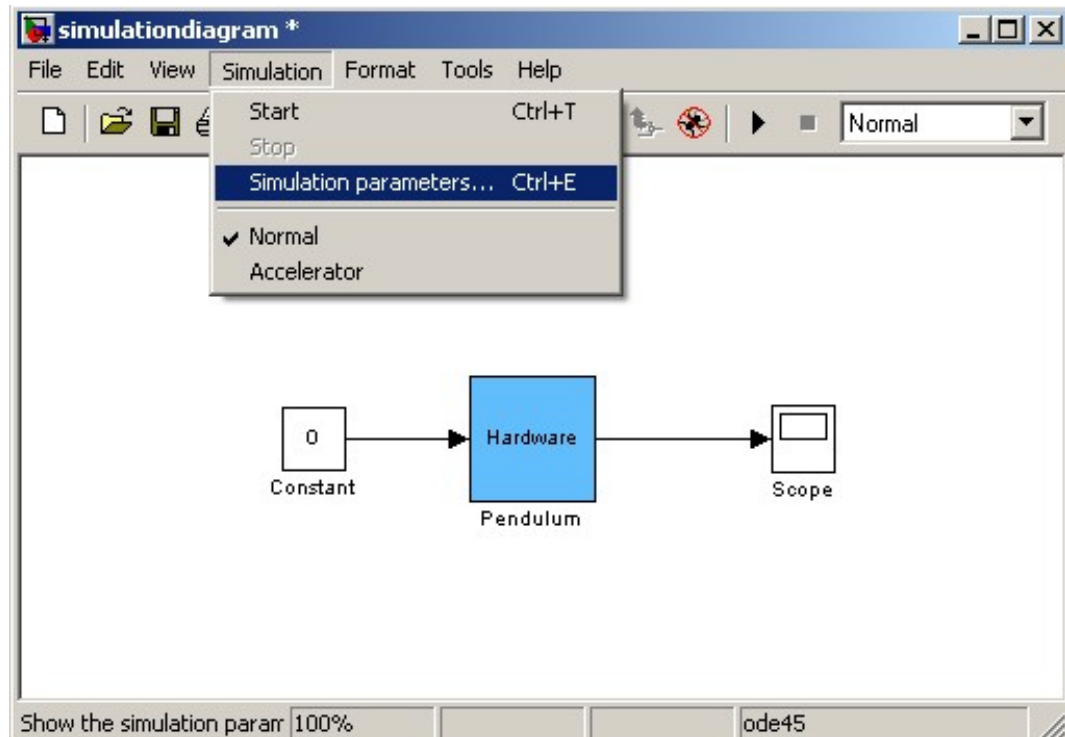 simulationdiagram *
File Edit View Simulation Format Tools Help
Start Ctrl+T
Stop
Simulation parameters... Ctrl+E
Normal
Accelerator
Normal
0
Constant
Hardware
Pendulum
Scope
Show the simulation param 100% ode45